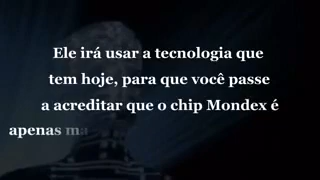 Ele irá usar a tecnologia que
tem hoje, para que você passe
a acreditar que o chip Mondex é
apenas